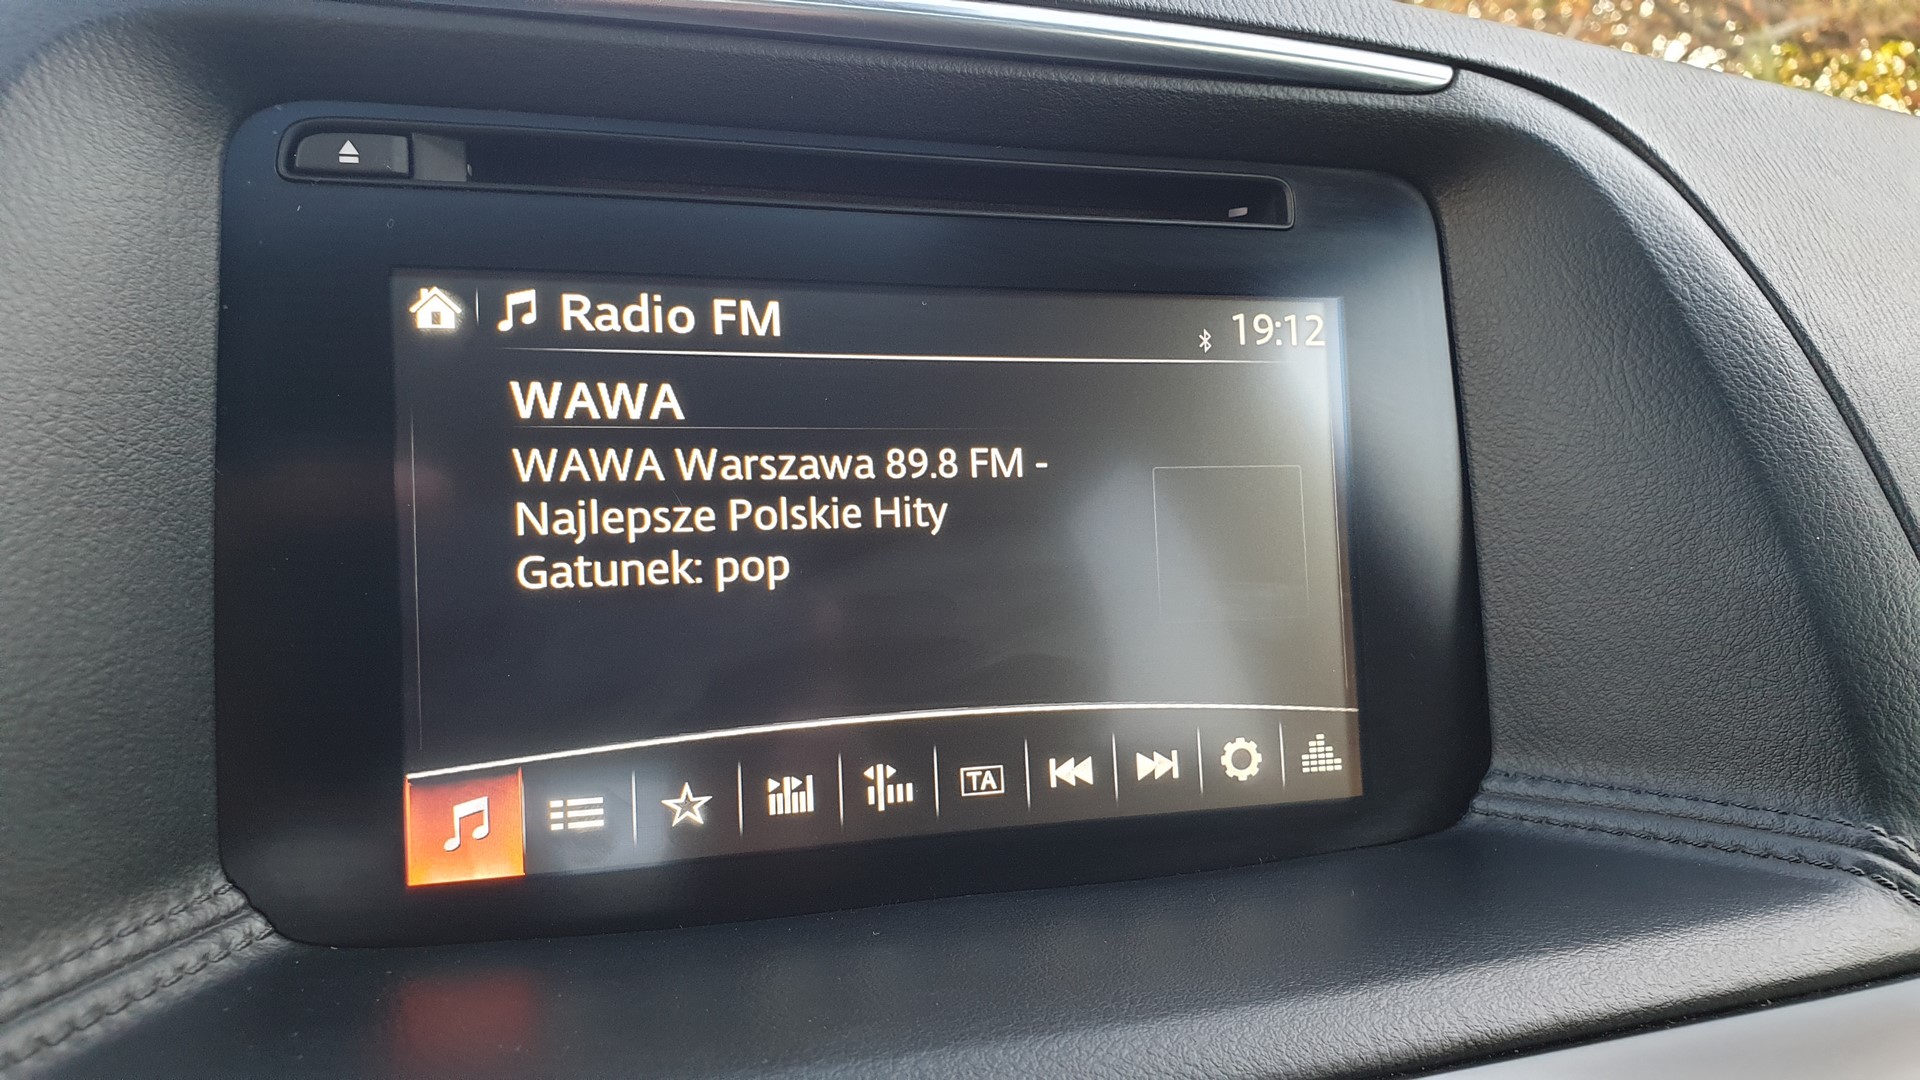 Radio FM
19:12
WAWA
WAWA Warszawa 89.8 FM -
Najlepsze Polskie Hity
Gatunek: pop
TA